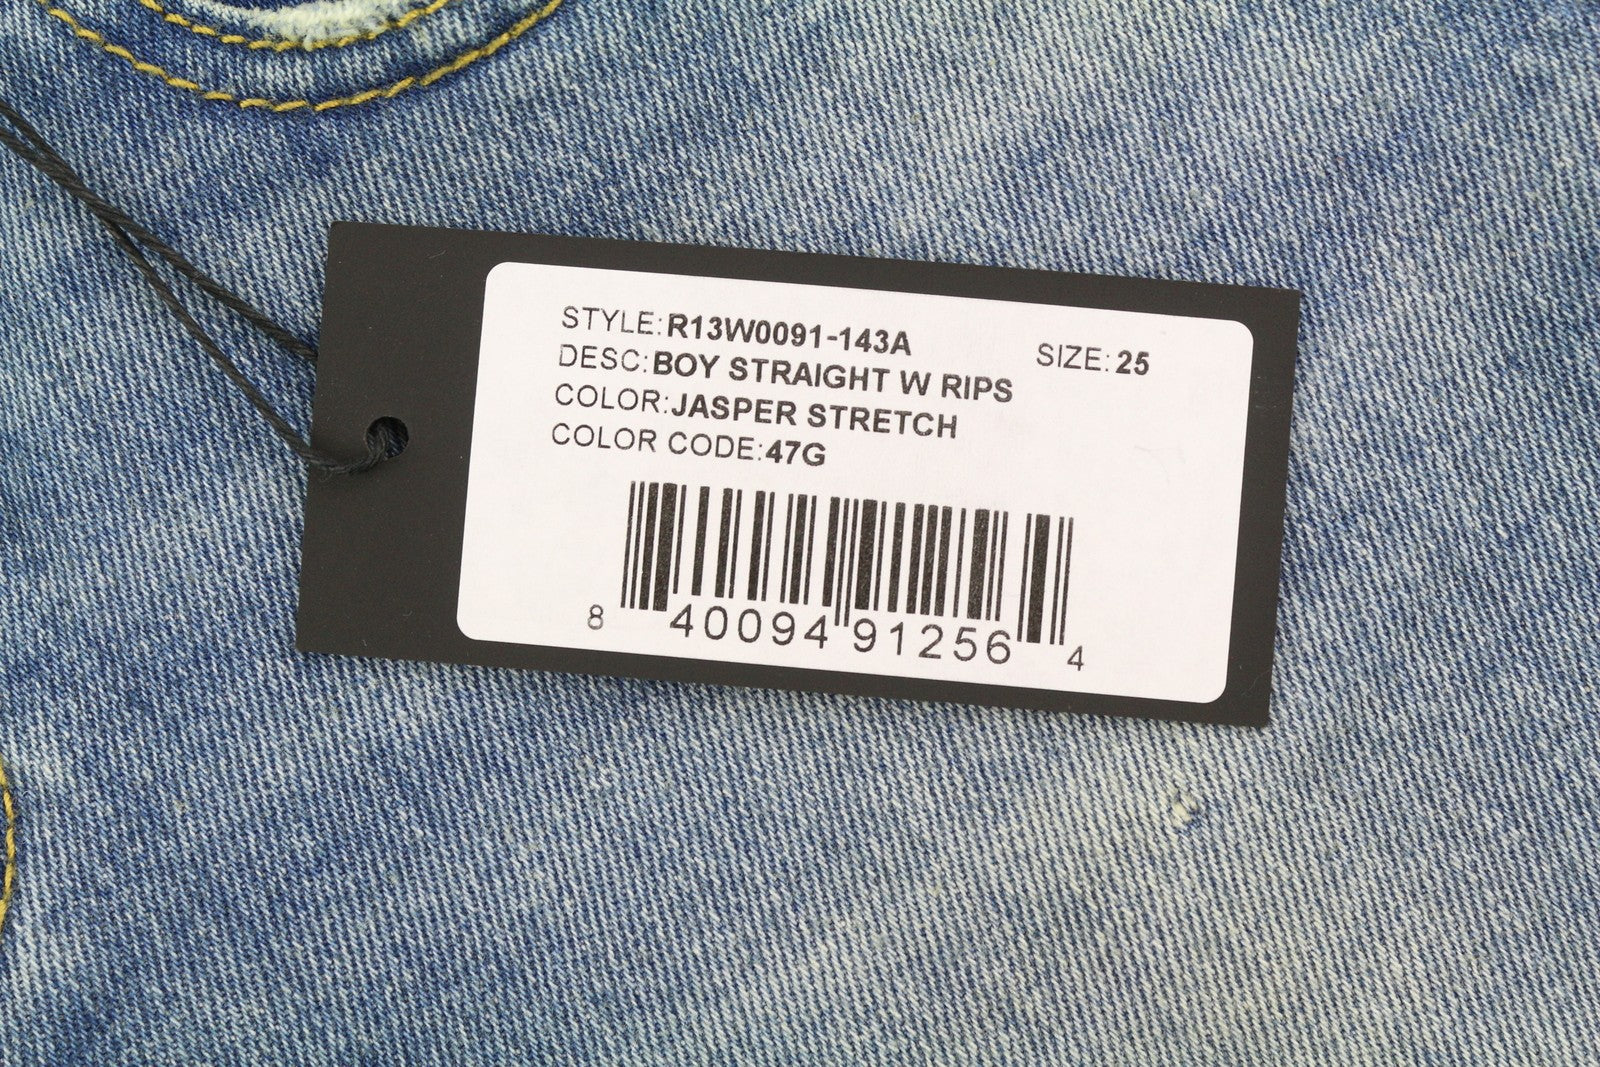 STYLE: R13W0091-143A SIZE: 25
DESC: BOY STRAIGHT W RIPS
COLOR: JASPER STRETCH
COLOR CODE: 47G
8 40094 91256 4